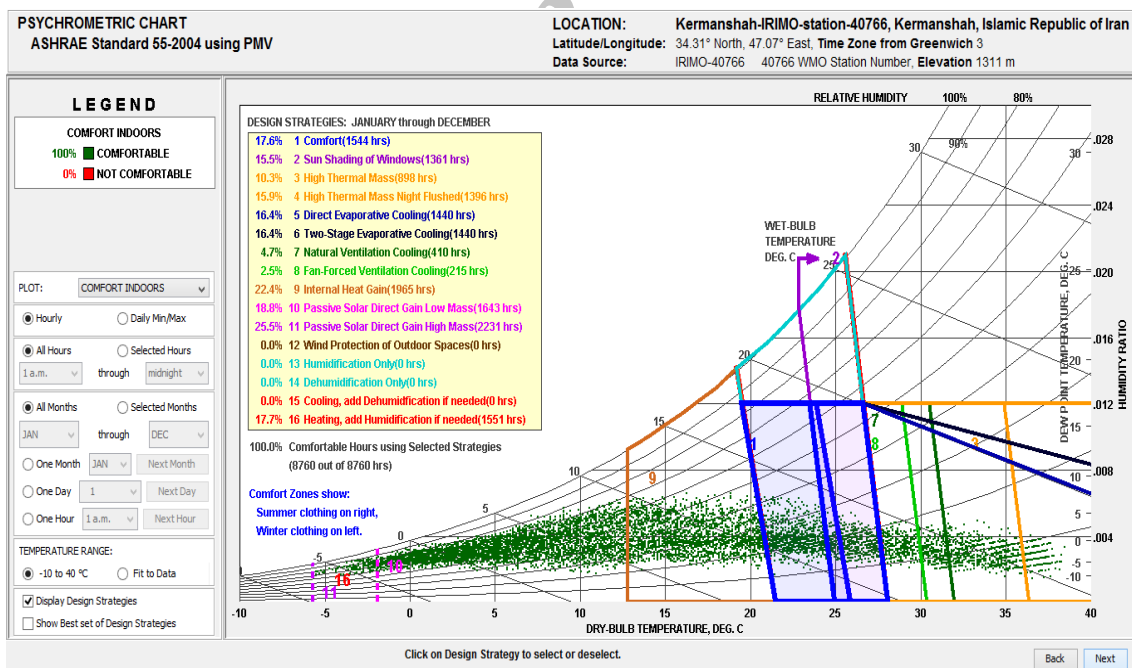 PSYCHROMETRIC CHART
ASHRAE Standard 55-2004 using PMV
LOCATION: Kermanshah-IRIMO-station-40766, Kermanshah, Islamic Republic of Iran
Latitude/Longitude: 34.31° North, 47.07° East, Time Zone from Greenwich 3
Data Source: IRIMO-40766 40766 WMO Station Number, Elevation 1311 m
LEGEND
COMFORT INDOORS
100% COMFORTABLE
0% NOT COMFORTABLE
PLOT: COMFORT INDOORS
Hourly Daily Min/Max
All Hours Selected Hours
1 a.m. through midnight
All Months Selected Months
JAN through DEC
One Month JAN Next Month
One Day 1 Next Day
One Hour 1 a.m. Next Hour
TEMPERATURE RANGE:
-10 to 40 °C Fit to Data
Display Design Strategies
Show Best set of Design Strategies
DESIGN STRATEGIES: JANUARY through DECEMBER
17.6% 1 Comfort(1544 hrs)
15.5% 2 Sun Shading of Windows(1361 hrs)
10.3% 3 High Thermal Mass(898 hrs)
15.9% 4 High Thermal Mass Night Flushed(1396 hrs)
16.4% 5 Direct Evaporative Cooling(1440 hrs)
16.4% 6 Two-Stage Evaporative Cooling(1440 hrs)
4.7% 7 Natural Ventilation Cooling(410 hrs)
2.5% 8 Fan-Forced Ventilation Cooling(215 hrs)
22.4% 9 Internal Heat Gain(1965 hrs)
18.8% 10 Passive Solar Direct Gain Low Mass(1643 hrs)
25.5% 11 Passive Solar Direct Gain High Mass(2231 hrs)
0.0% 12 Wind Protection of Outdoor Spaces(0 hrs)
0.0% 13 Humidification Only(0 hrs)
0.0% 14 Dehumidification Only(0 hrs)
0.0% 15 Cooling, add Dehumidification if needed(0 hrs)
17.7% 16 Heating, add Humidification if needed(1551 hrs)
100.0% Comfortable Hours using Selected Strategies
(8760 out of 8760 hrs)
Comfort Zones show:
Summer clothing on right,
Winter clothing on left.
RELATIVE HUMIDITY 100% 80%
90%
30
30
WET-BULB
TEMPERATURE
DEG. C
2
25
25
20
20
15
15
10
10
5
5
0
0
-5
-5
-10
1
3
7
8
9
10
11
16
.028
.024
.020
.016
.012
.008
.004
DEW POINT TEMPERATURE, DEG. C
HUMIDITY RATIO
-10 -5 0 5 10 15 20 25 30 35 40
DRY-BULB TEMPERATURE, DEG. C
Click on Design Strategy to select or deselect.
Back Next